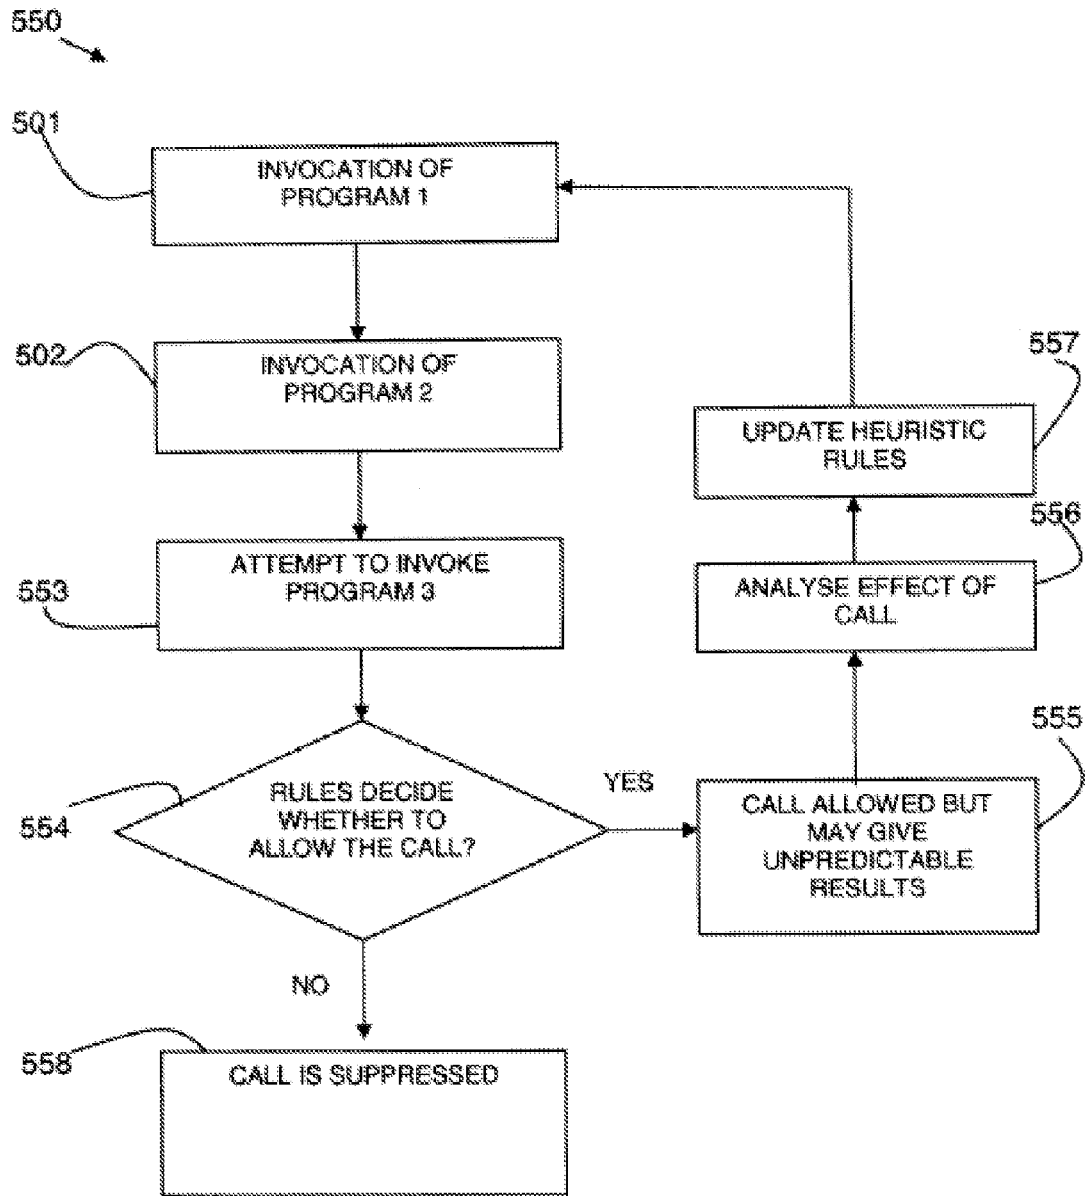 550
501
INVOCATION OF
PROGRAM 1
502
INVOCATION OF
PROGRAM 2
557
UPDATE HEURISTIC
RULES
556
ANALYSE EFFECT OF
CALL
553
ATTEMPT TO INVOKE
PROGRAM 3
554
RULES DECIDE
WHETHER TO
ALLOW THE CALL?
YES
555
CALL ALLOWED BUT
MAY GIVE
UNPREDICTABLE
RESULTS
NO
558
CALL IS SUPPRESSED